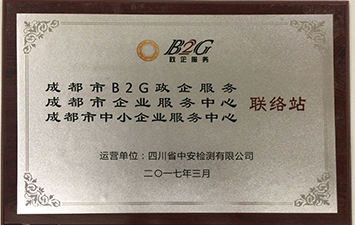 B2G
政企服务
成都市B2G政企服务
成都市企业服务中心
成都市中小企业服务中心
联络站
运营单位：四川省中安检测有限公司
二〇一七年三月